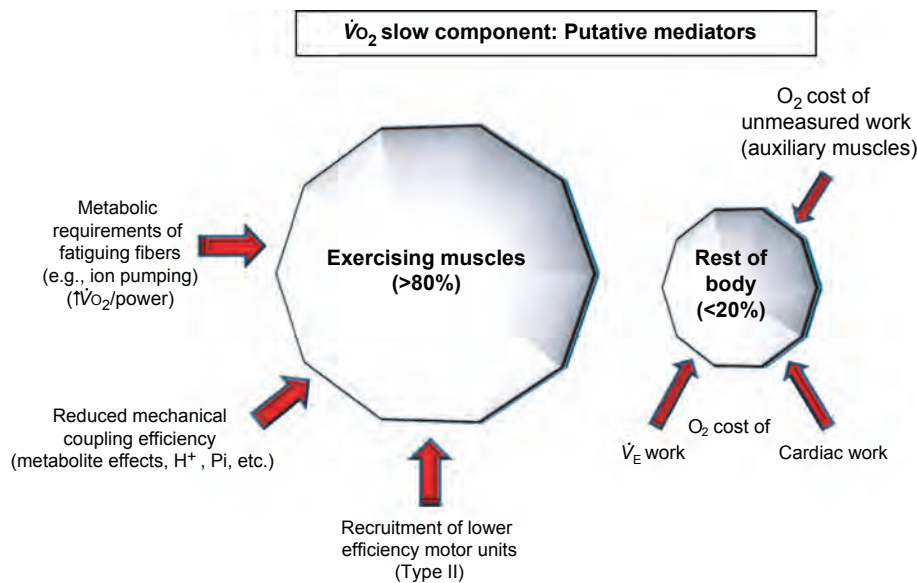 V̇O₂ slow component: Putative mediators
O₂ cost of
unmeasured work
(auxiliary muscles)
Metabolic
requirements of
fatiguing fibers
(e.g., ion pumping)
(↑V̇O₂/power)
Exercising muscles
(>80%)
Rest of
body
(<20%)
Reduced mechanical
coupling efficiency
(metabolite effects, H⁺, Pi, etc.)
O₂ cost of
V̇E work
Cardiac work
Recruitment of lower
efficiency motor units
(Type II)